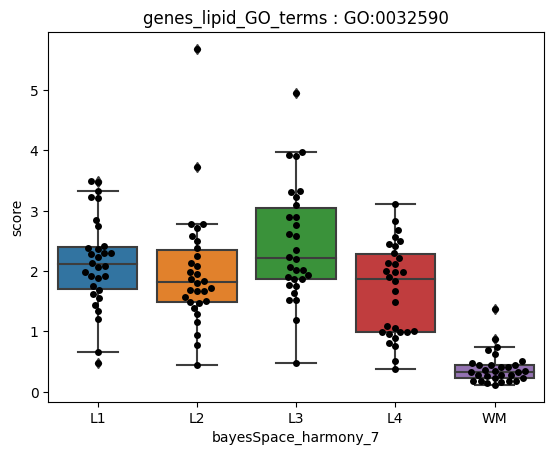 genes_lipid_GO_terms : GO:0032590
5
4
3
2
1
0
score
L1 L2 L3 L4 WM
bayesSpace_harmony_7